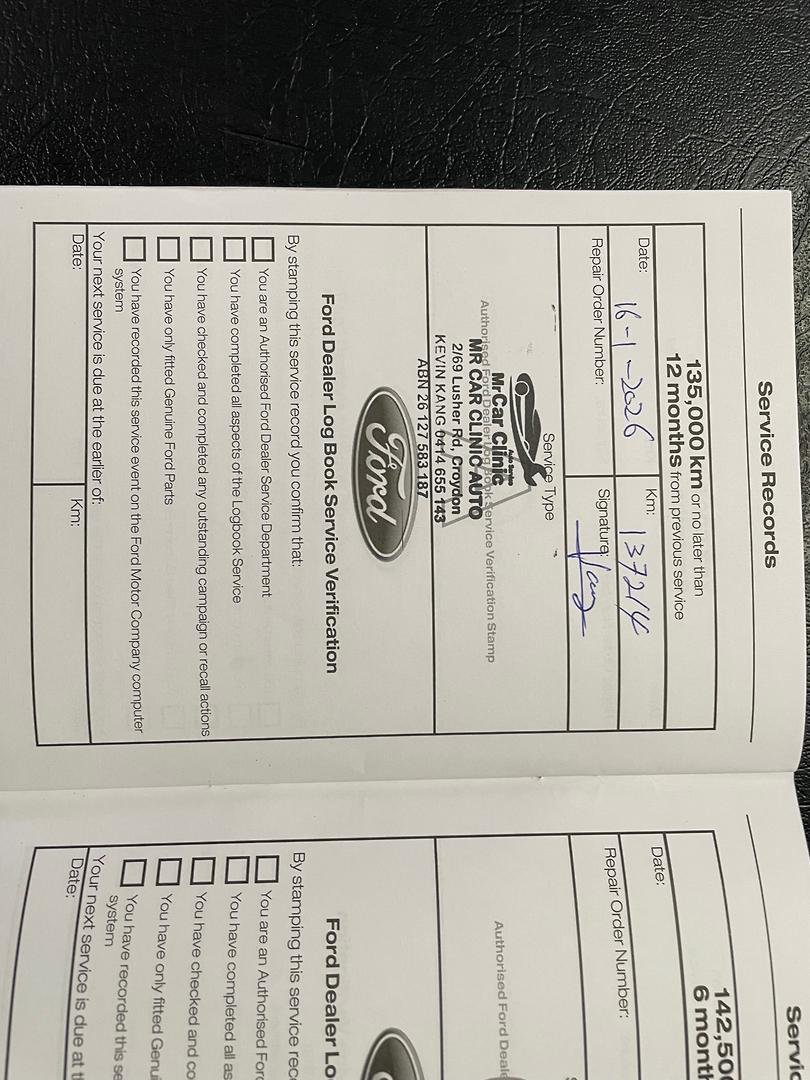 Service Records
135,000 km or no later than
12 months from previous service
Date: 16-1-2026
Km: 137214
Repair Order Number:
Signature:
Service Type
Authorised Ford Dealer Log Book Service Verification Stamp
MrCar Clinic
MR CAR CLINIC AUTO
2/69 Lusher Rd, Croydon
KEVIN KANG 0414 655 143
ABN 26 127 583 187
Ford
Ford Dealer Log Book Service Verification
By stamping this service record you confirm that:
You are an Authorised Ford Dealer Service Department
You have completed all aspects of the Logbook Service
You have checked and completed any outstanding campaign or recall actions
You have only fitted Genuine Ford Parts
You have recorded this service event on the Ford Motor Company computer
system
Your next service is due at the earlier of:
Date:
Km:
Servic
142,50
6 mont
Date:
Repair Order Number:
S
Authorised Ford Deal
Ford Dealer Lo
By stamping this service rec
You are an Authorised Ford
You have completed all as
You have checked and co
You have only fitted Genui
You have recorded this se
system
Your next service is due at t
Date: